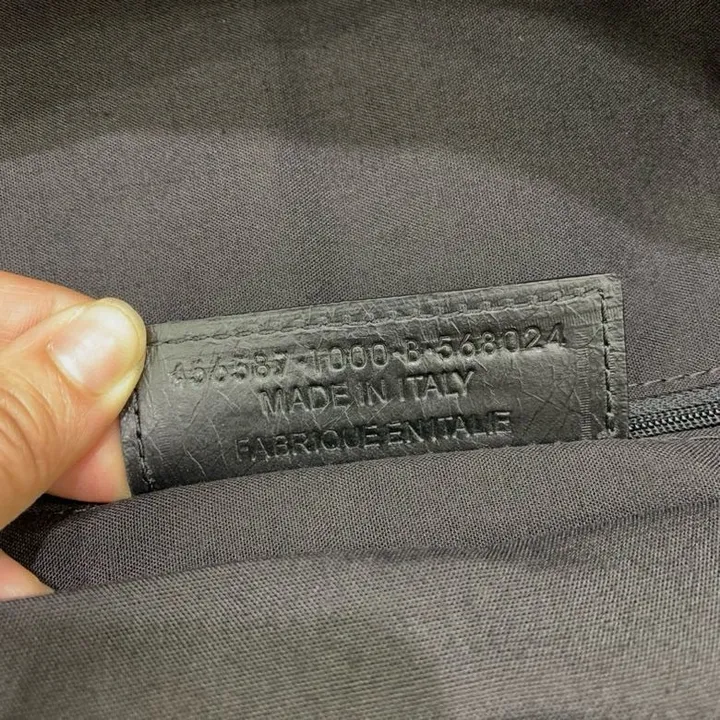 456587-1000-B-568024
MADE IN ITALY
FABRIQUE EN ITALIE